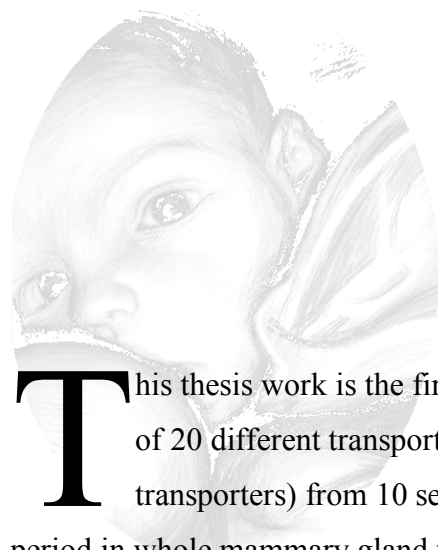 This thesis work is the fir
of 20 different transport
transporters) from 10 se
period in whole mammary gland